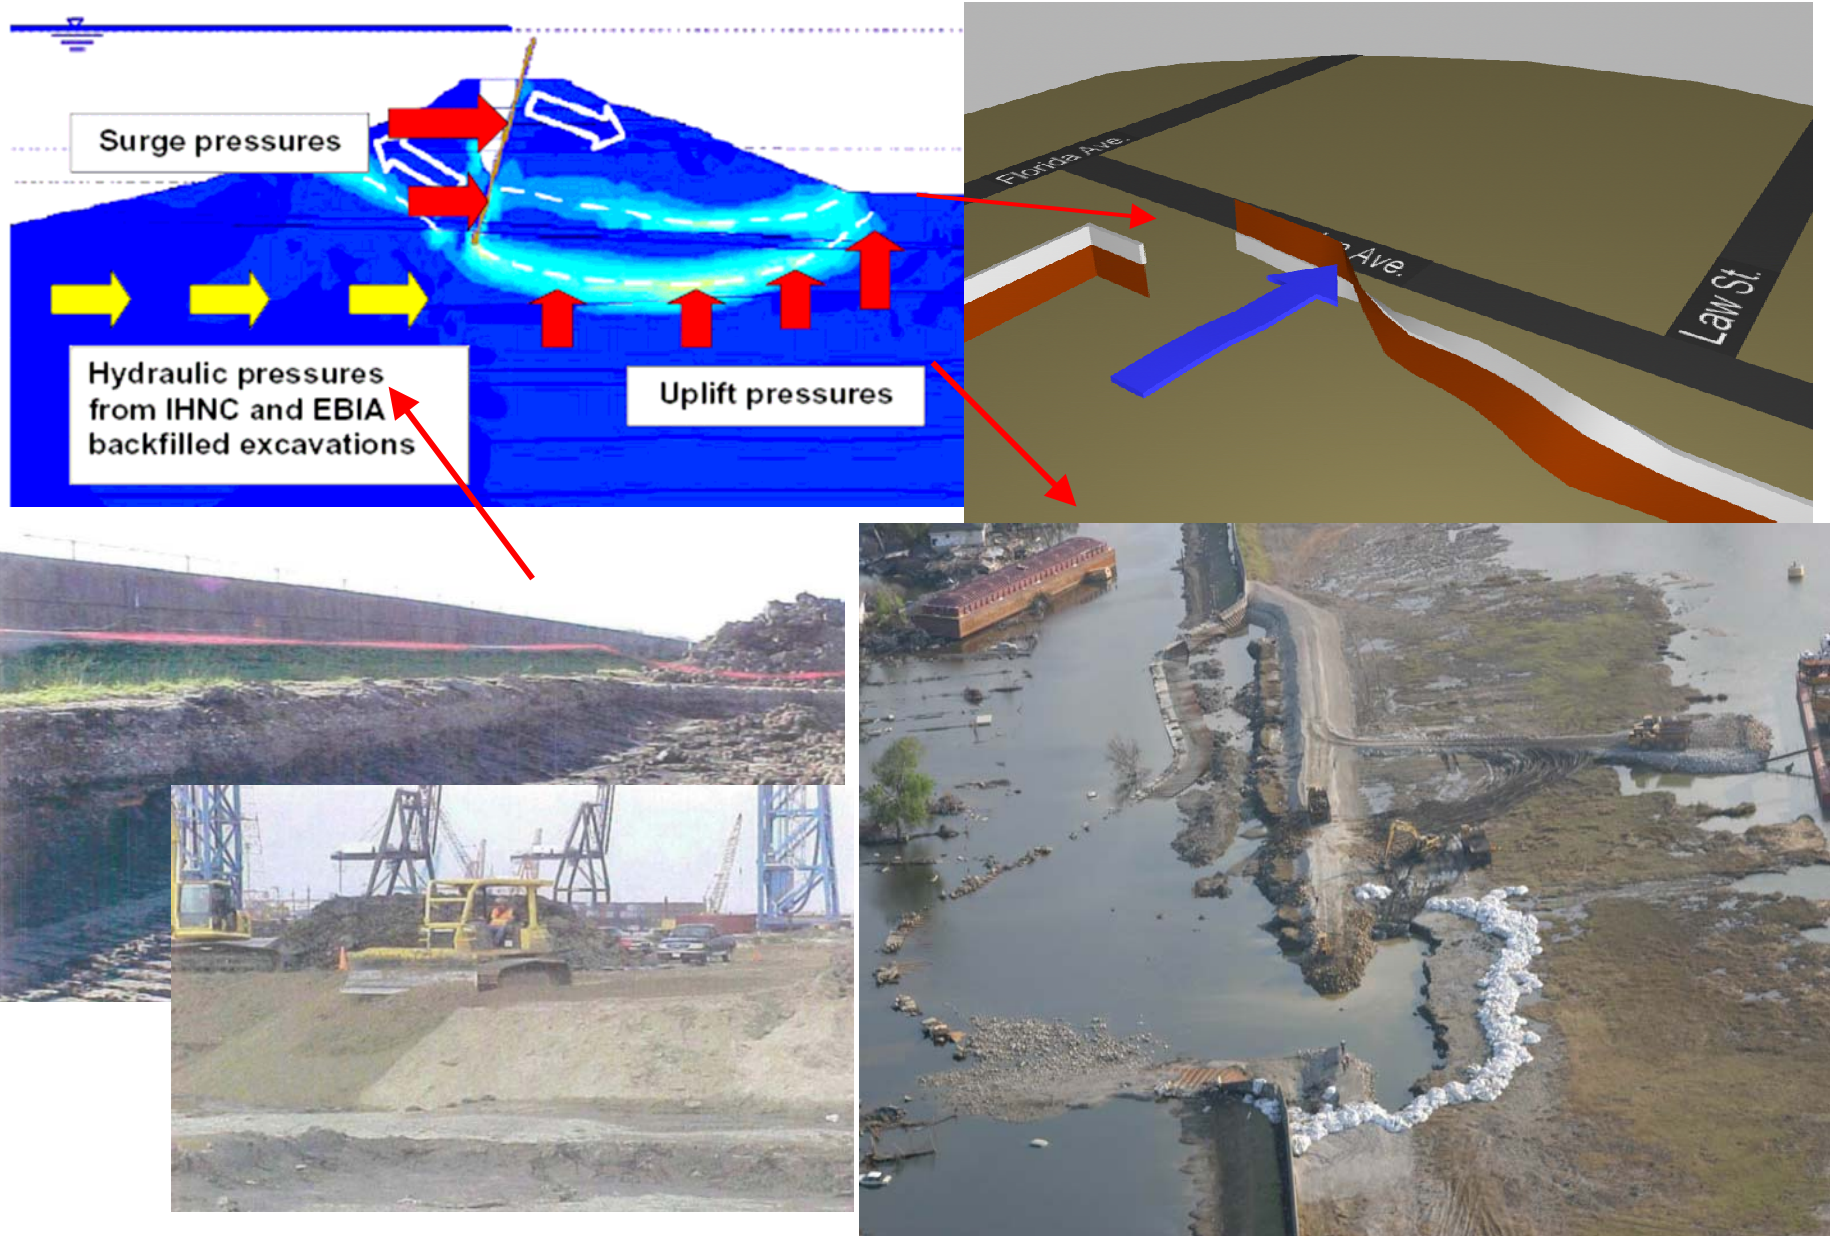 Surge pressures
Hydraulic pressures
from IHNC and EBIA
backfilled excavations
Uplift pressures
Florida Ave.
Ave.
Law St.